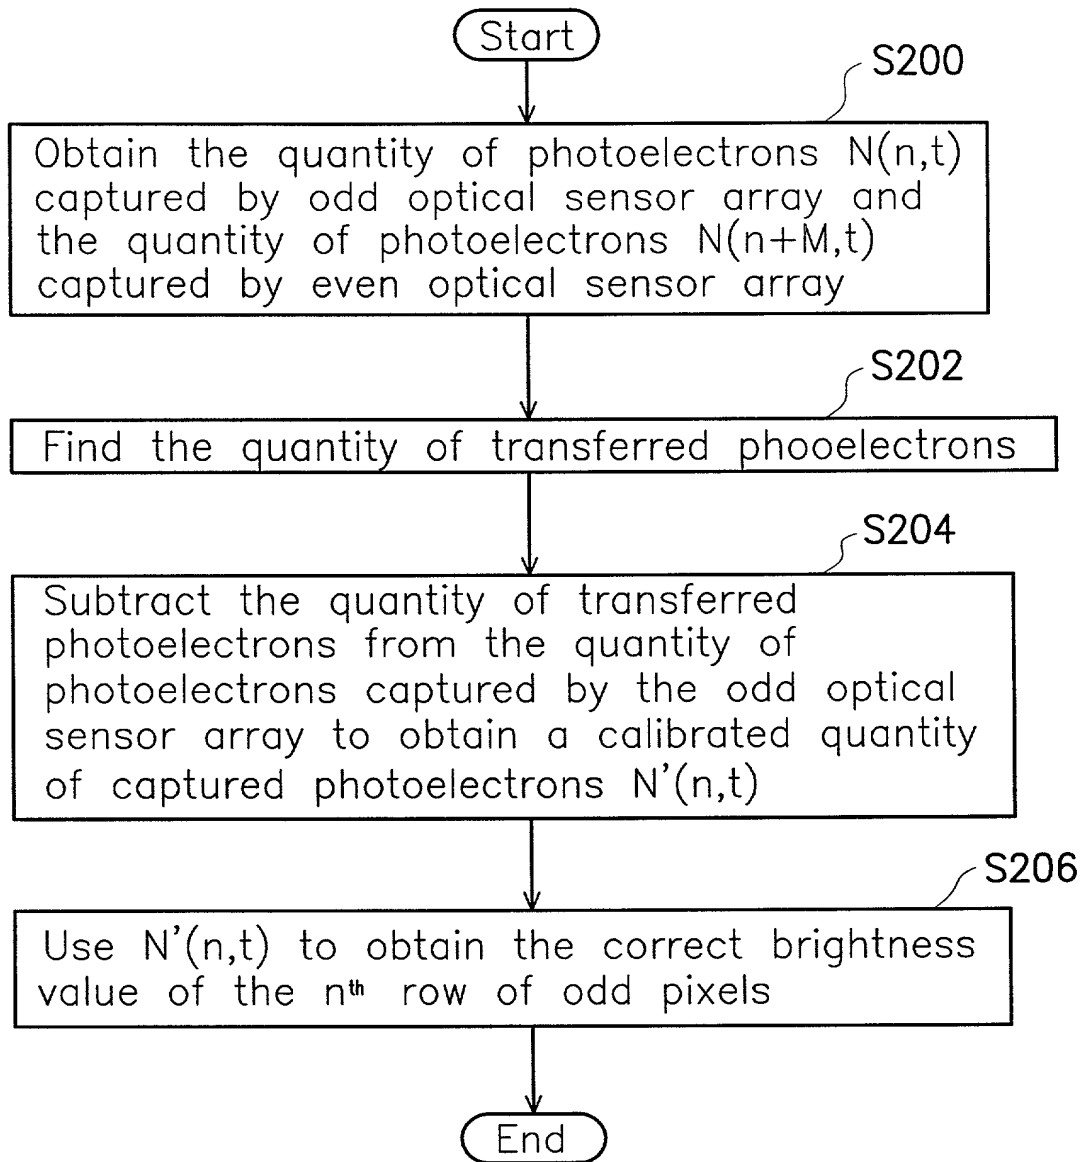 Start
S200
Obtain the quantity of photoelectrons N(n,t)
captured by odd optical sensor array and
the quantity of photoelectrons N(n+M,t)
captured by even optical sensor array
S202
Find the quantity of transferred phooelectrons
S204
Subtract the quantity of transferred
photoelectrons from the quantity of
photoelectrons captured by the odd optical
sensor array to obtain a calibrated quantity
of captured photoelectrons N'(n,t)
S206
Use N'(n,t) to obtain the correct brightness
value of the nth row of odd pixels
End